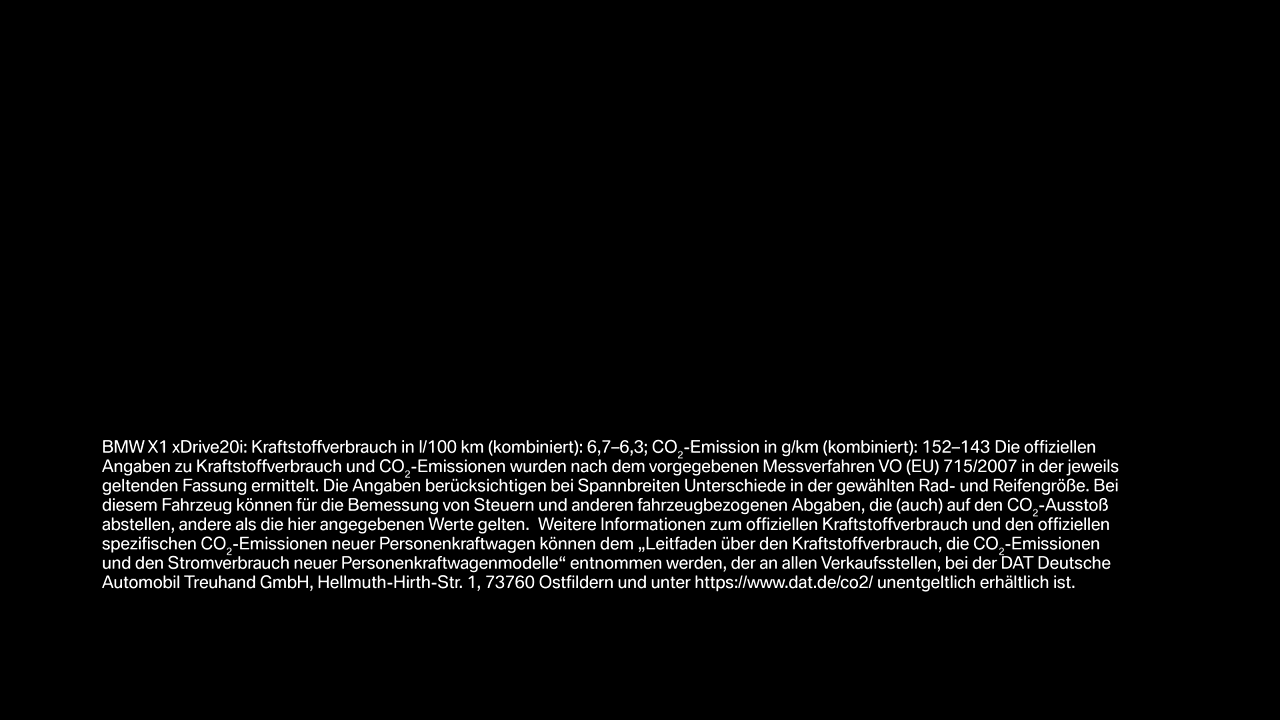 BMW X1 xDrive20i: Kraftstoffverbrauch in l/100 km (kombiniert): 6,7–6,3; CO₂-Emission in g/km (kombiniert): 152–143 Die offiziellen
Angaben zu Kraftstoffverbrauch und CO₂-Emissionen wurden nach dem vorgegebenen Messverfahren VO (EU) 715/2007 in der jeweils
geltenden Fassung ermittelt. Die Angaben berücksichtigen bei Spannbreiten Unterschiede in der gewählten Rad- und Reifengröße. Bei
diesem Fahrzeug können für die Bemessung von Steuern und anderen fahrzeugbezogenen Abgaben, die (auch) auf den CO₂-Ausstoß
abstellen, andere als die hier angegebenen Werte gelten.  Weitere Informationen zum offiziellen Kraftstoffverbrauch und den offiziellen
spezifischen CO₂-Emissionen neuer Personenkraftwagen können dem „Leitfaden über den Kraftstoffverbrauch, die CO₂-Emissionen
und den Stromverbrauch neuer Personenkraftwagenmodelle“ entnommen werden, der an allen Verkaufsstellen, bei der DAT Deutsche
Automobil Treuhand GmbH, Hellmuth-Hirth-Str. 1, 73760 Ostfildern und unter https://www.dat.de/co2/ unentgeltlich erhältlich ist.